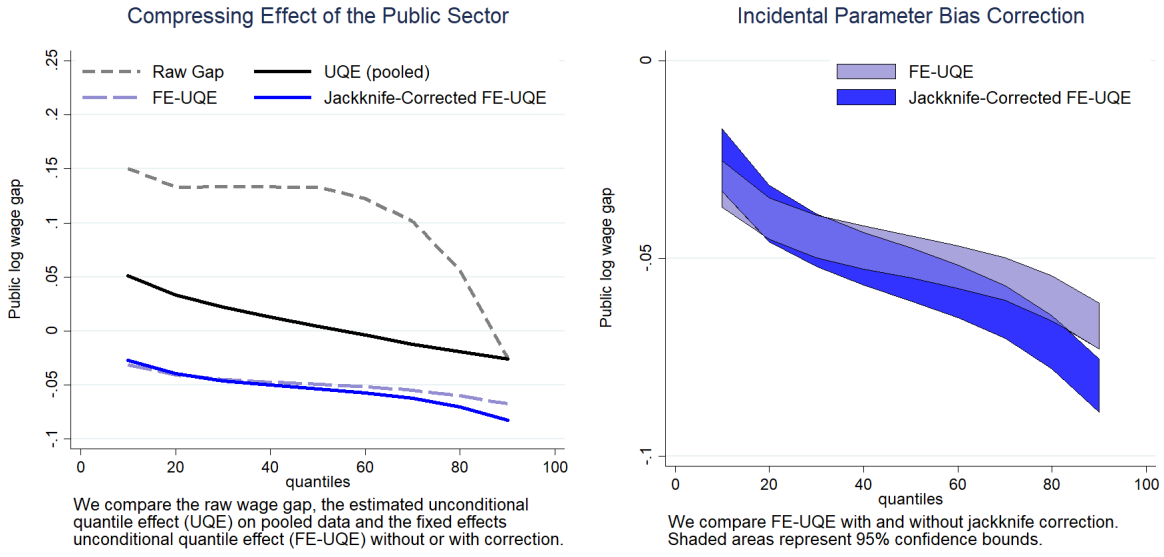 Compressing Effect of the Public Sector
Raw Gap
UQE (pooled)
FE-UQE
Jackknife-Corrected FE-UQE
Public log wage gap
.25
.2
.15
.1
.05
0
-.05
-.1
0 20 40 60 80 100
quantiles
We compare the raw wage gap, the estimated unconditional
quantile effect (UQE) on pooled data and the fixed effects
unconditional quantile effect (FE-UQE) without or with correction.
Incidental Parameter Bias Correction
FE-UQE
Jackknife-Corrected FE-UQE
Public log wage gap
0
-.05
-.1
0 20 40 60 80 100
quantiles
We compare FE-UQE with and without jackknife correction.
Shaded areas represent 95% confidence bounds.